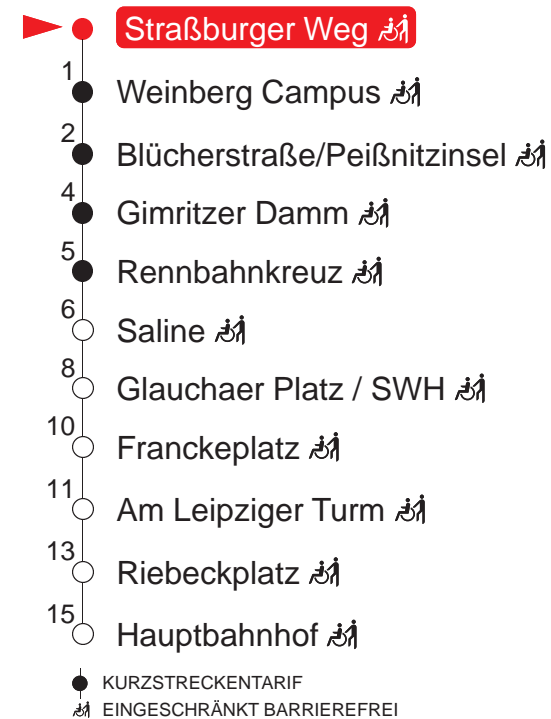 Straßburger Weg
1
Weinberg Campus
2
Blücherstraße/Peißnitzinsel
4
Gimritzer Damm
5
Rennbahnkreuz
6
Saline
8
Glauchaer Platz / SWH
10
Franckeplatz
11
Am Leipziger Turm
13
Riebeckplatz
15
Hauptbahnhof
KURZSTRECKENTARIF
EINGESCHRÄNKT BARRIEREFREI